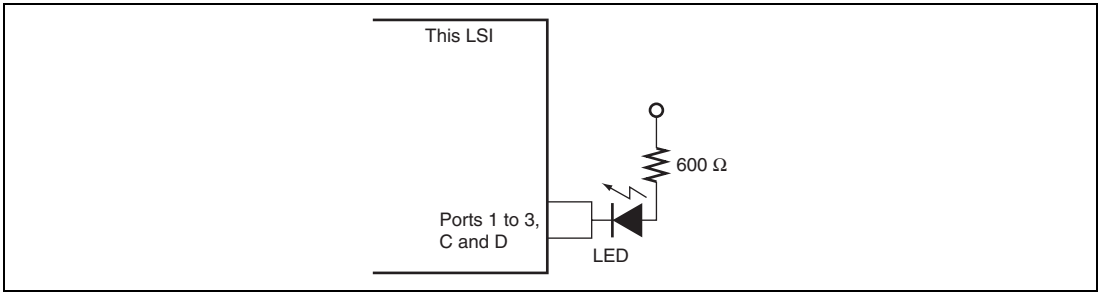 This LSI
600 Ω
Ports 1 to 3,
C and D
LED